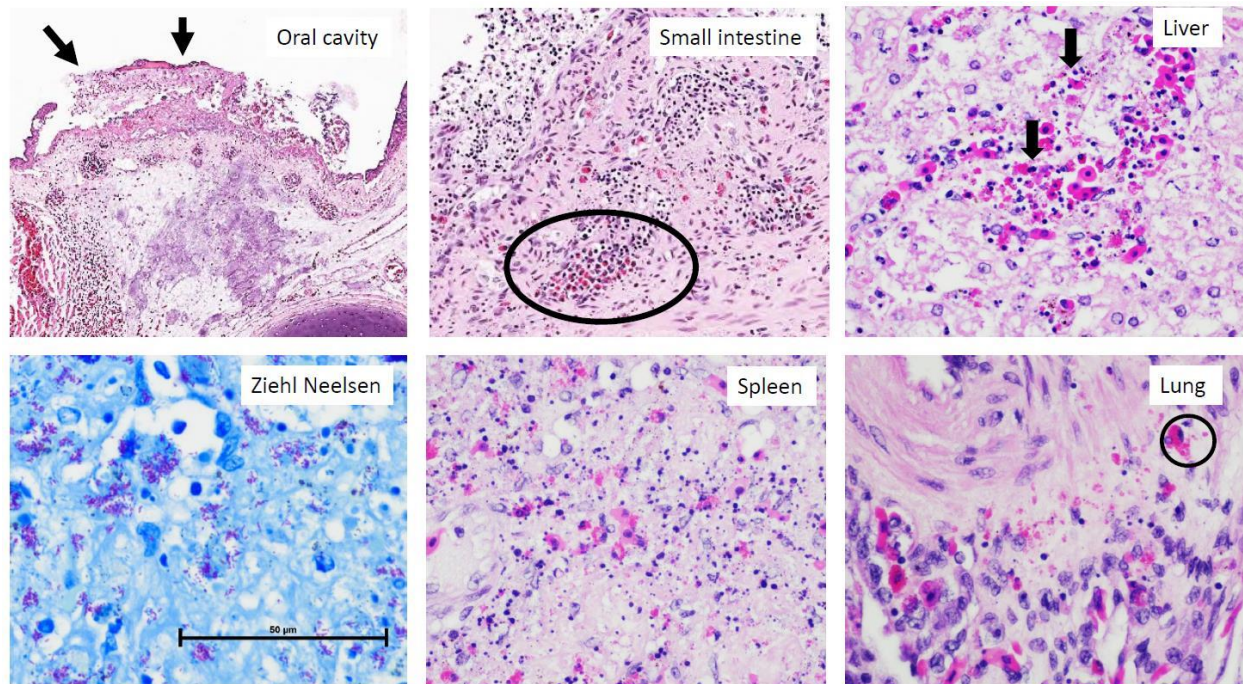 Oral cavity
Small intestine
Liver
Ziehl Neelsen
50 µm
Spleen
Lung